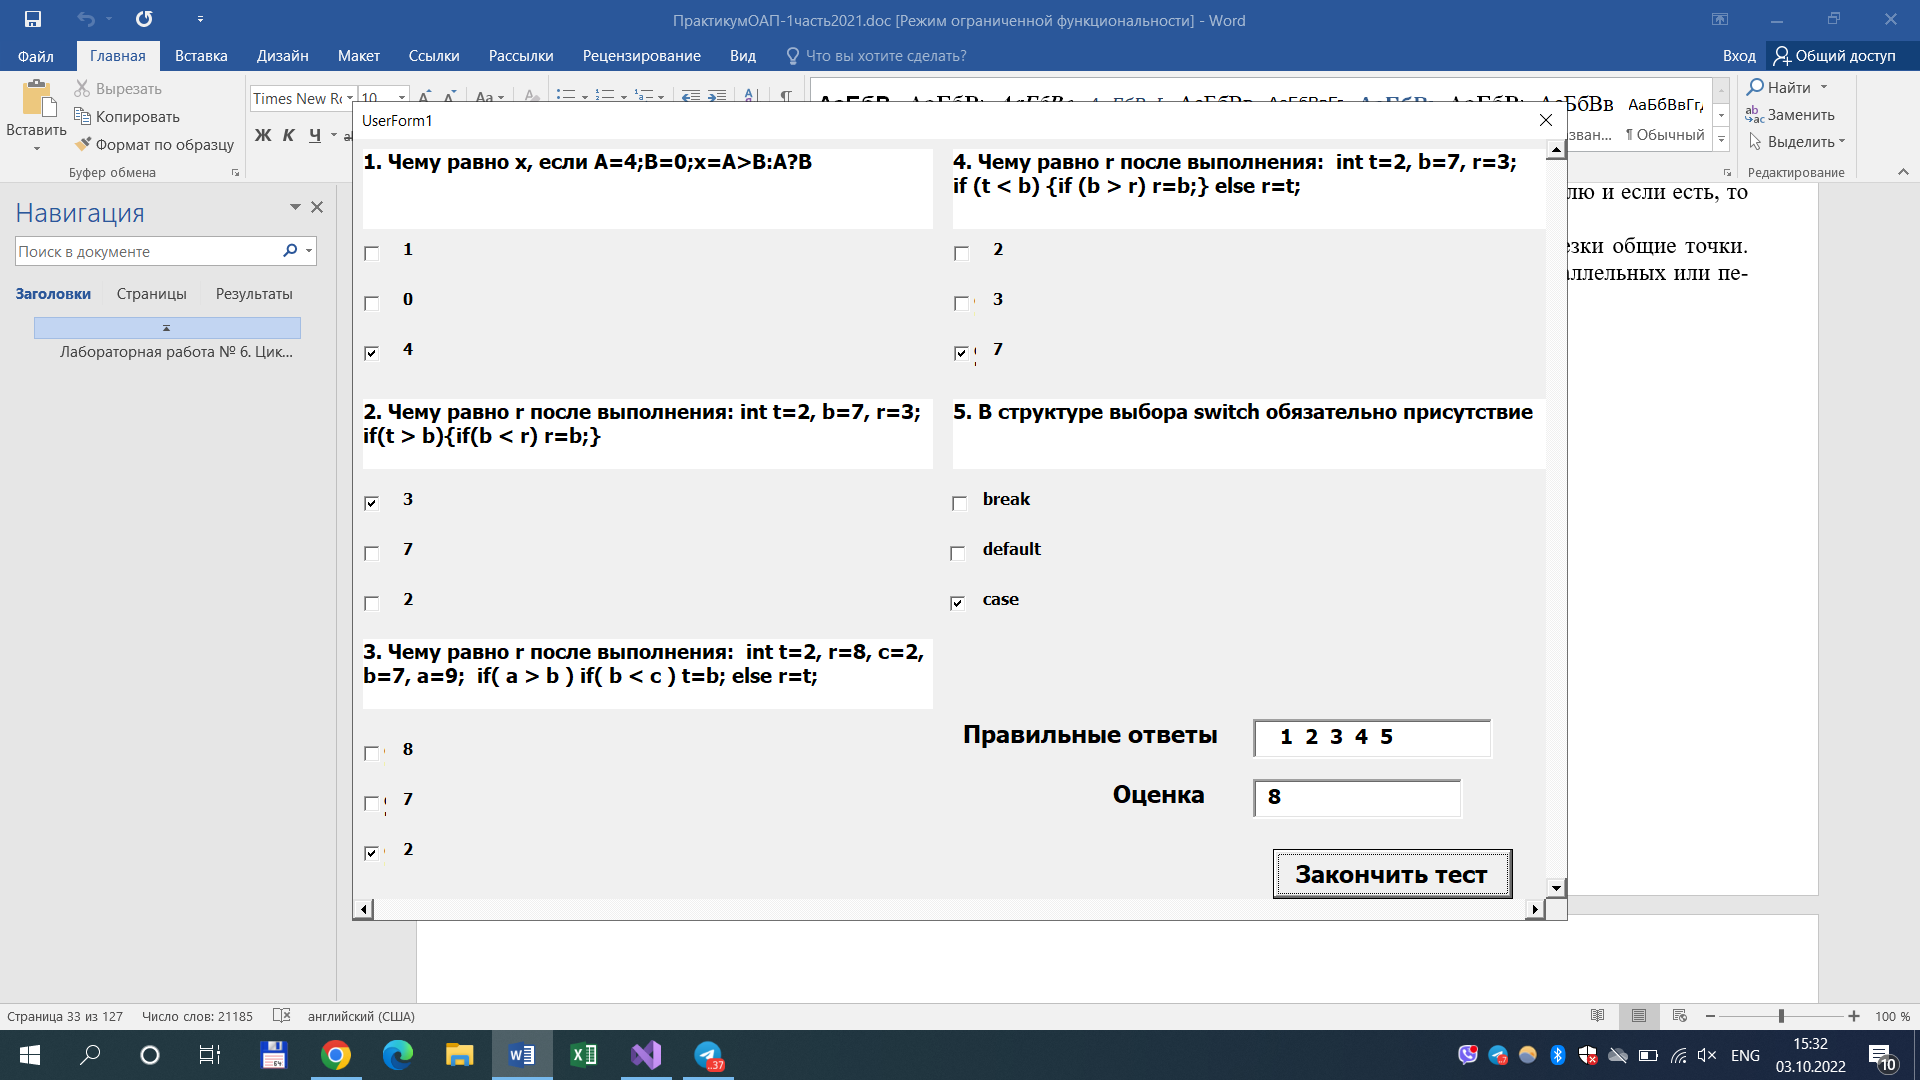 ПрактикумОАП-1часть2021.doc [Режим ограниченной функциональности] - Word
Файл Главная Вставка Дизайн Макет Ссылки Рассылки Рецензирование Вид Что вы хотите сделать? Вход Общий доступ
Вставить
Вырезать
Копировать
Формат по образцу
Буфер обмена
Times New Ro 10
Ж К Ч
Найти
Заменить
Выделить
Редактирование
¶ Обычный
Навигация
Поиск в документе
Заголовки Страницы Результаты
Лабораторная работа № 6. Цик...
UserForm1
1. Чему равно x, если A=4;B=0;x=A>B:A?B
1
0
4
2. Чему равно r после выполнения: int t=2, b=7, r=3;
if(t > b){if(b < r) r=b;}
3
7
2
3. Чему равно r после выполнения: int t=2, r=8, c=2,
b=7, a=9; if( a > b ) if( b < c ) t=b; else r=t;
8
7
2
4. Чему равно r после выполнения: int t=2, b=7, r=3;
if (t < b) {if (b > r) r=b;} else r=t;
2
3
7
5. В структуре выбора switch обязательно присутствие
break
default
case
Правильные ответы 1 2 3 4 5
Оценка 8
Закончить тест
лю и если есть, то
езки общие точки.
ллельных или пе-
Страница 33 из 127 Число слов: 21185 английский (США) 100 %
ENG
15:32
03.10.2022
10